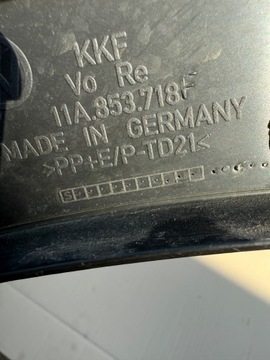 KKF
Vo Re
11A.853.718F
MADE IN GERMANY
>PP+E/P-TD21<
S